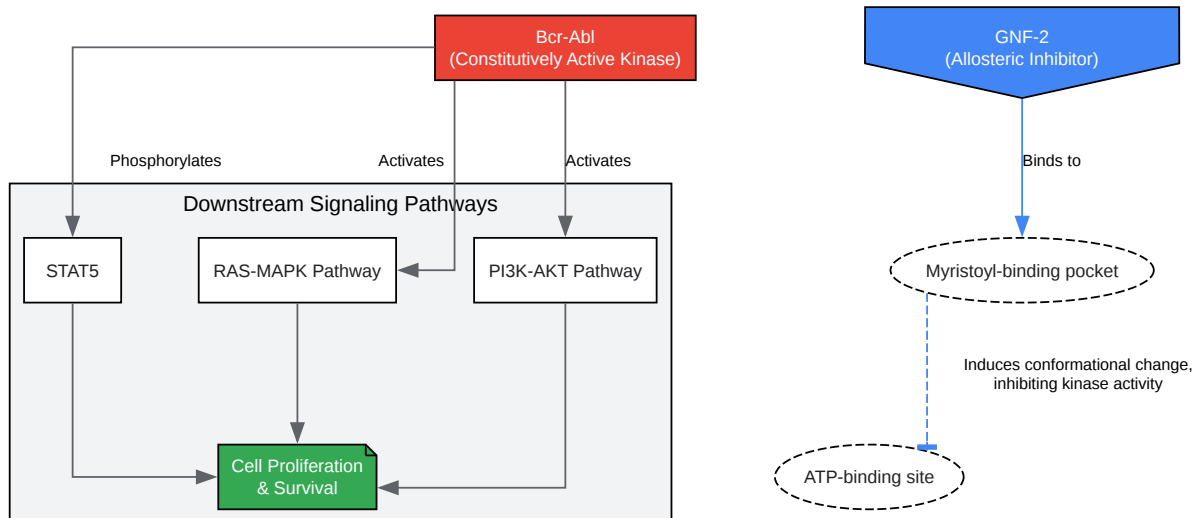 Bcr-Abl
(Constitutively Active Kinase)
GNF-2
(Allosteric Inhibitor)
Phosphorylates
Activates
Activates
Binds to
Downstream Signaling Pathways
STAT5
RAS-MAPK Pathway
PI3K-AKT Pathway
Myristoyl-binding pocket
Induces conformational change,
inhibiting kinase activity
Cell Proliferation
& Survival
ATP-binding site